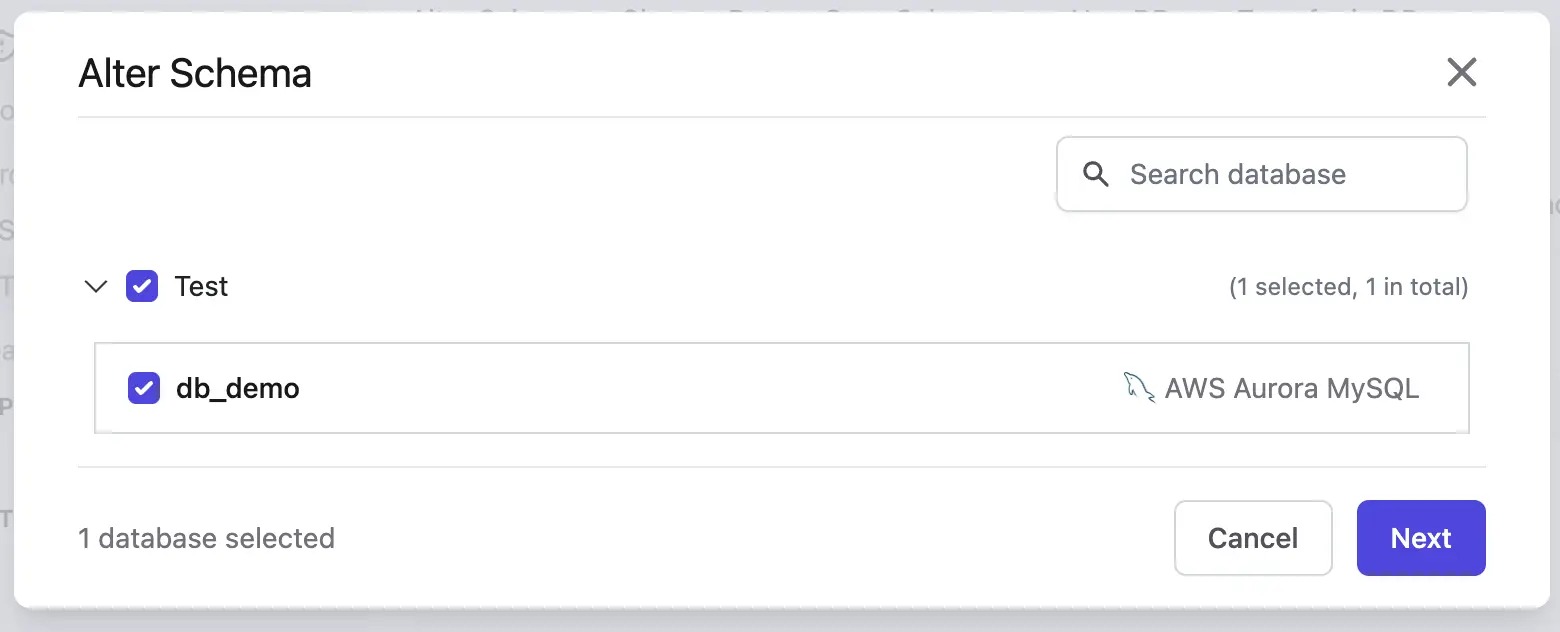 Alter Schema
Search database
Test
(1 selected, 1 in total)
db_demo
AWS Aurora MySQL
1 database selected
Cancel
Next